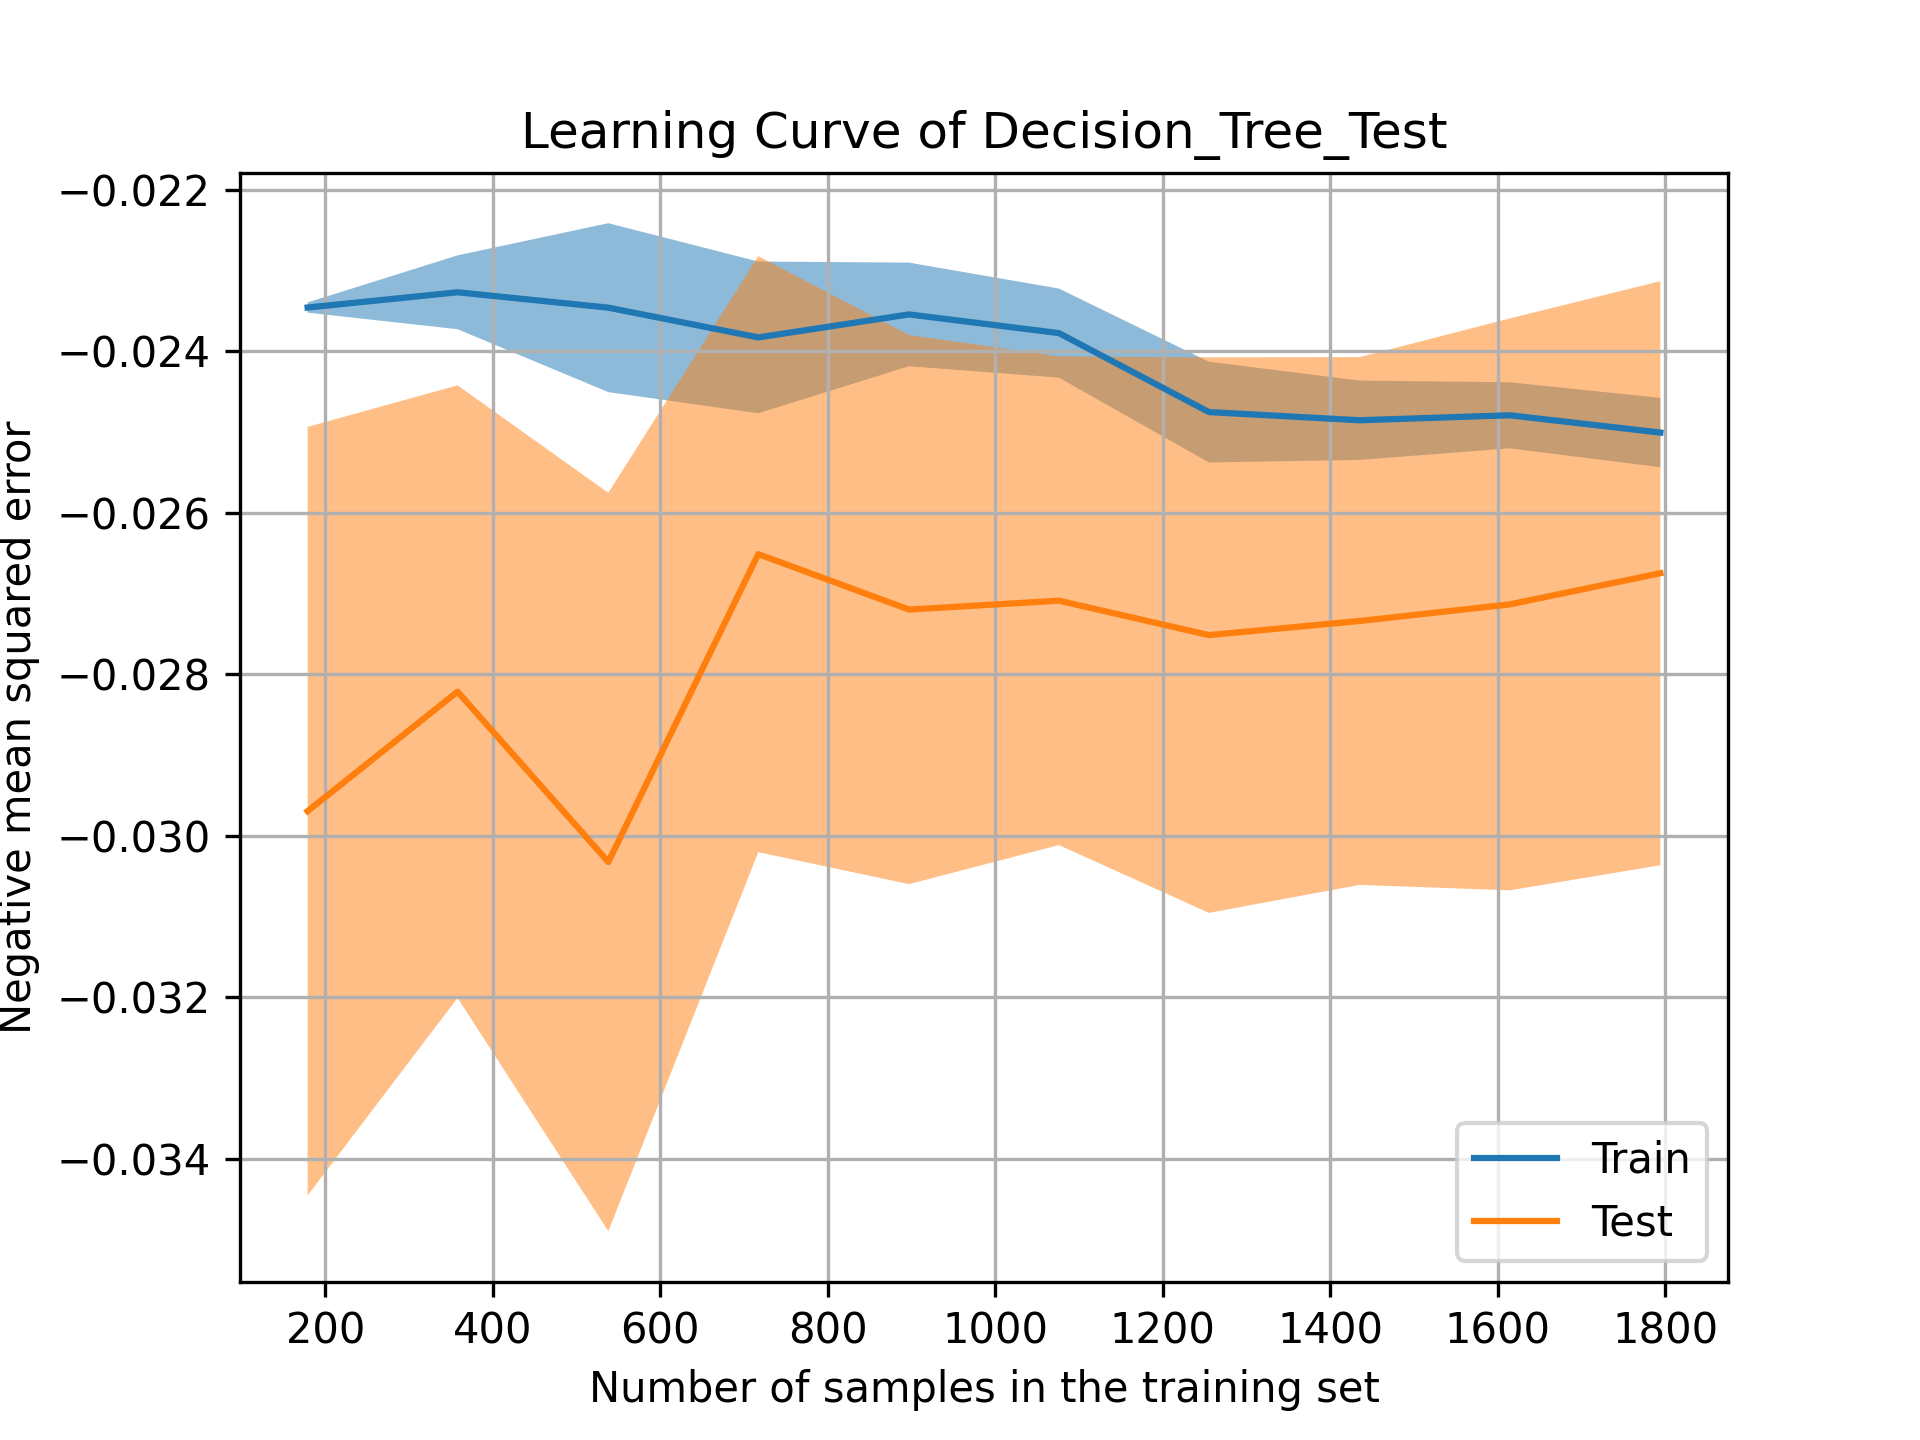 Learning Curve of Decision_Tree_Test
Negative mean squared error
−0.022
−0.024
−0.026
−0.028
−0.030
−0.032
−0.034
Train
Test
200 400 600 800 1000 1200 1400 1600 1800
Number of samples in the training set